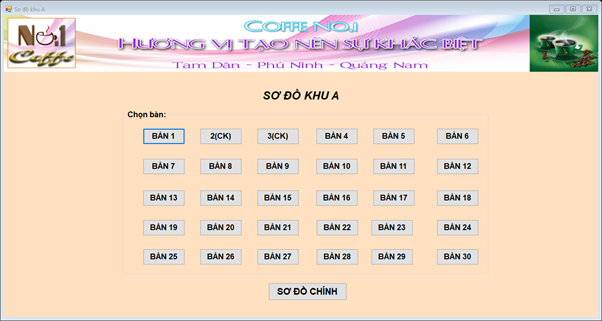 Sơ đồ khu A
No.1
Coffe
COFFE NO.1
HƯƠNG VỊ TẠO NÊN SỰ KHÁC BIỆT
Tam Dân - Phú Ninh - Quảng Nam
SƠ ĐỒ KHU A
Chọn bàn:
BÀN 1 2(CK) 3(CK) BÀN 4 BÀN 5 BÀN 6
BÀN 7 BÀN 8 BÀN 9 BÀN 10 BÀN 11 BÀN 12
BÀN 13 BÀN 14 BÀN 15 BÀN 16 BÀN 17 BÀN 18
BÀN 19 BÀN 20 BÀN 21 BÀN 22 BÀN 23 BÀN 24
BÀN 25 BÀN 26 BÀN 27 BÀN 28 BÀN 29 BÀN 30
SƠ ĐỒ CHÍNH